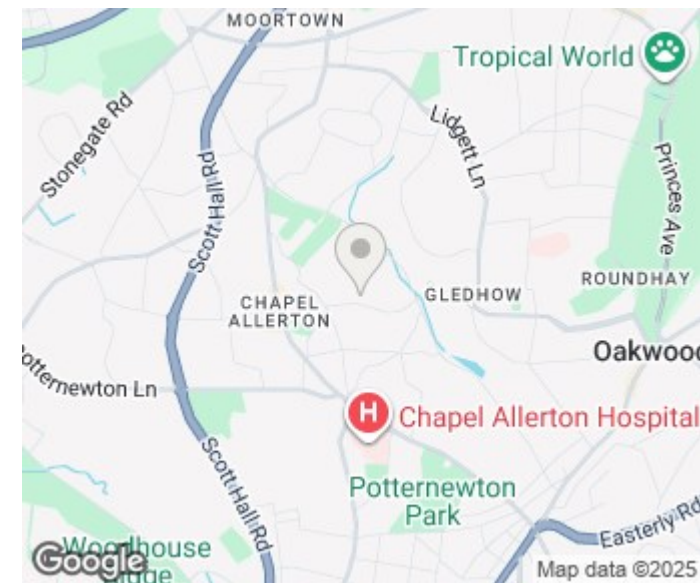 MOORTOWN
Tropical World
Stonegate Rd
Lidgett Ln
Princes Ave
Scott Hall Rd
ROUNDHAY
GLEDHOW
CHAPEL
ALLERTON
Oakwood
Potternewton Ln
H
Chapel Allerton Hospital
Scott Hall Rd
Potternewton
Park
Easterly Rd
Woodhouse
Google
Map data ©2025